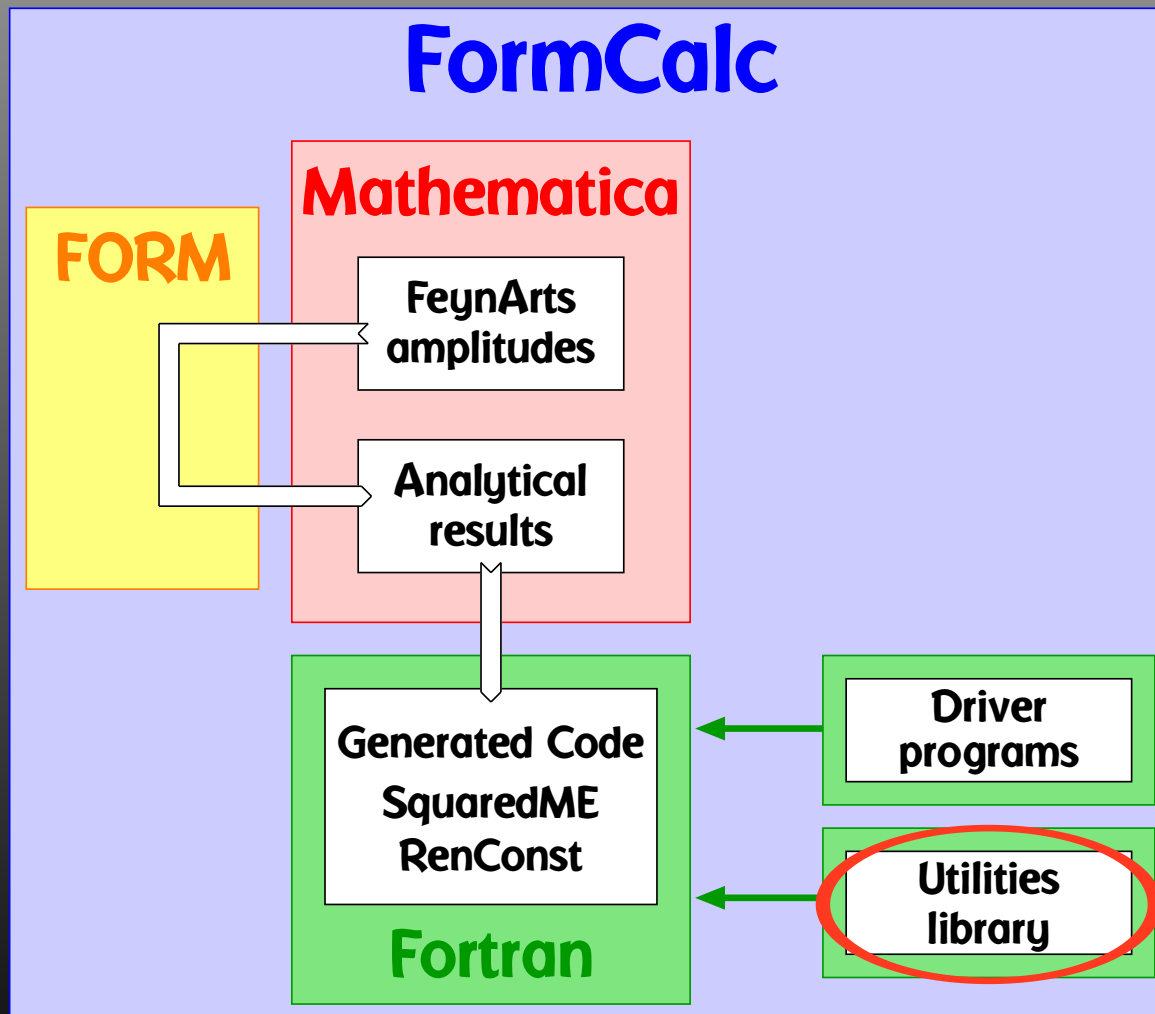 FormCalc
Mathematica
FORM
FeynArts
amplitudes
Analytical
results
Generated Code
SquaredME
RenConst
Fortran
Driver
programs
Utilities
library